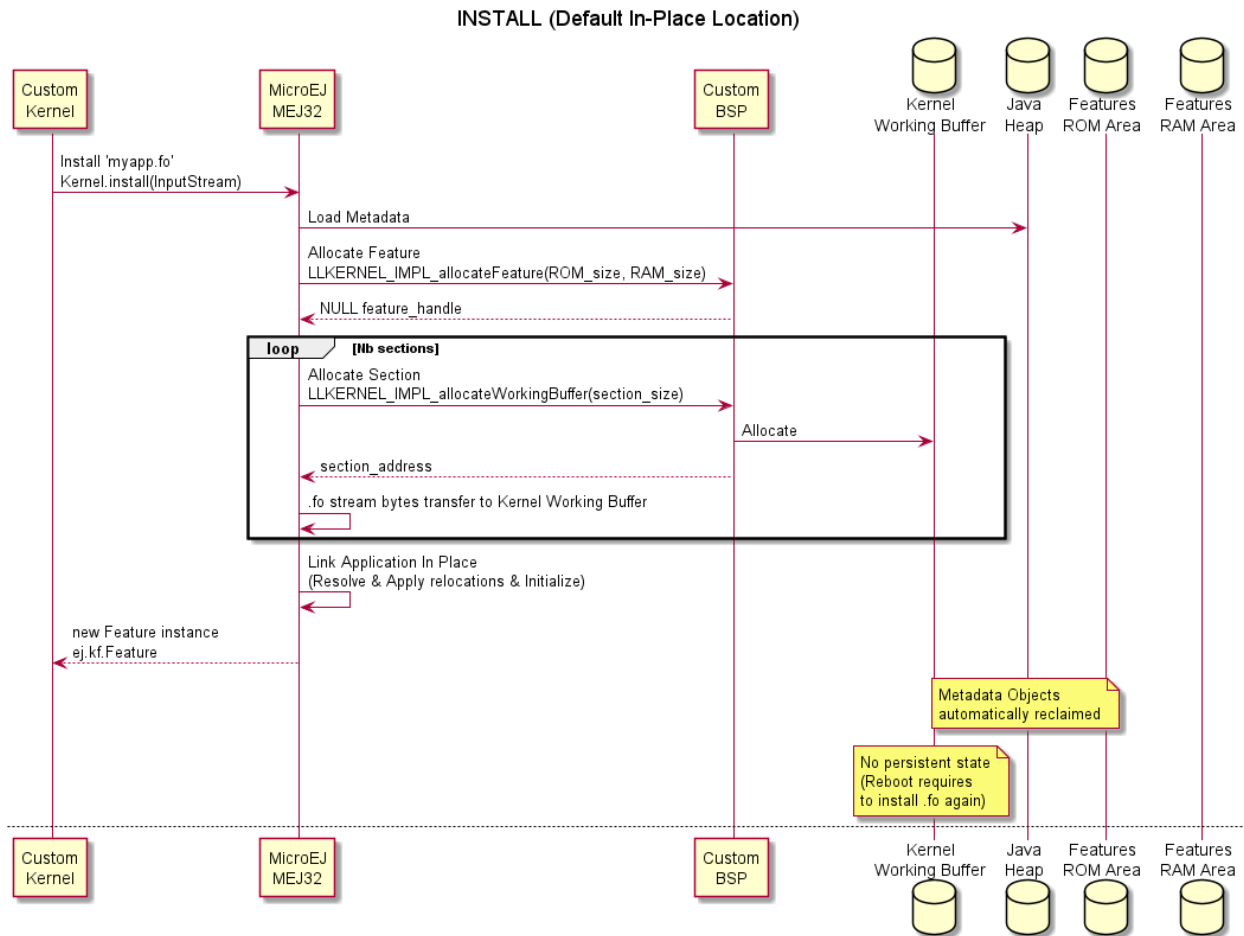 INSTALL (Default In-Place Location)
Custom
Kernel
MicroEJ
MEJ32
Custom
BSP
Kernel
Working Buffer
Java
Heap
Features
ROM Area
Features
RAM Area
Install 'myapp.fo'
Kernel.install(InputStream)
Load Metadata
Allocate Feature
LLKERNEL_IMPL_allocateFeature(ROM_size, RAM_size)
NULL feature_handle
loop [Nb sections]
Allocate Section
LLKERNEL_IMPL_allocateWorkingBuffer(section_size)
Allocate
section_address
.fo stream bytes transfer to Kernel Working Buffer
Link Application In Place
(Resolve & Apply relocations & Initialize)
new Feature instance
ej.kf.Feature
Metadata Objects
automatically reclaimed
No persistent state
(Reboot requires
to install .fo again)
Custom
Kernel
MicroEJ
MEJ32
Custom
BSP
Kernel
Working Buffer
Java
Heap
Features
ROM Area
Features
RAM Area